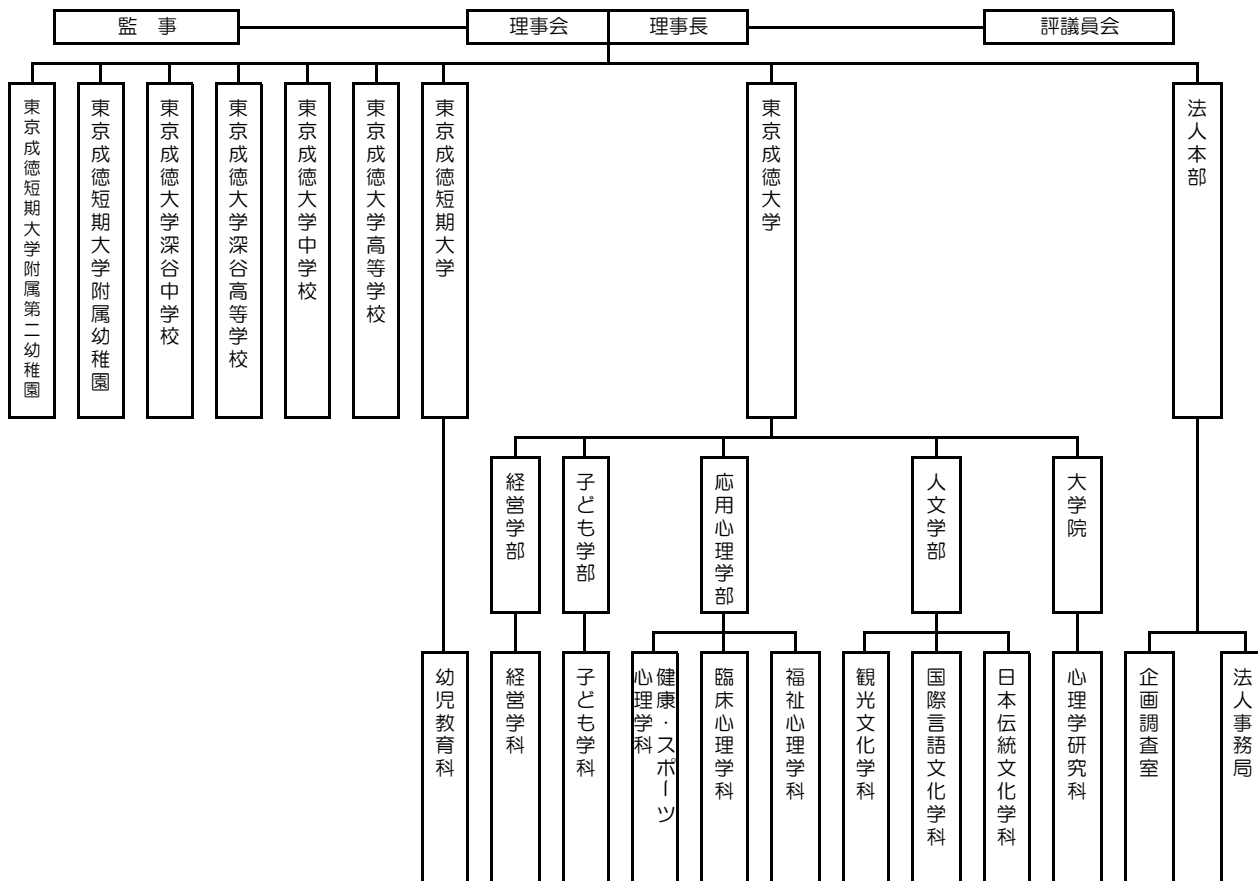 監　事
理事会
理事長
評議員会
法人本部
東京成徳大学
東京成徳短期大学
東京成徳大学高等学校
東京成徳大学中学校
東京成徳大学深谷高等学校
東京成徳大学深谷中学校
東京成徳短期大学附属幼稚園
東京成徳短期大学附属第二幼稚園
大学院
人文学部
応用心理学部
子ども学部
経営学部
法人事務局
企画調査室
心理学研究科
日本伝統文化学科
国際言語文化学科
観光文化学科
福祉心理学科
臨床心理学科
健康・スポーツ
心理学科
子ども学科
経営学科
幼児教育科